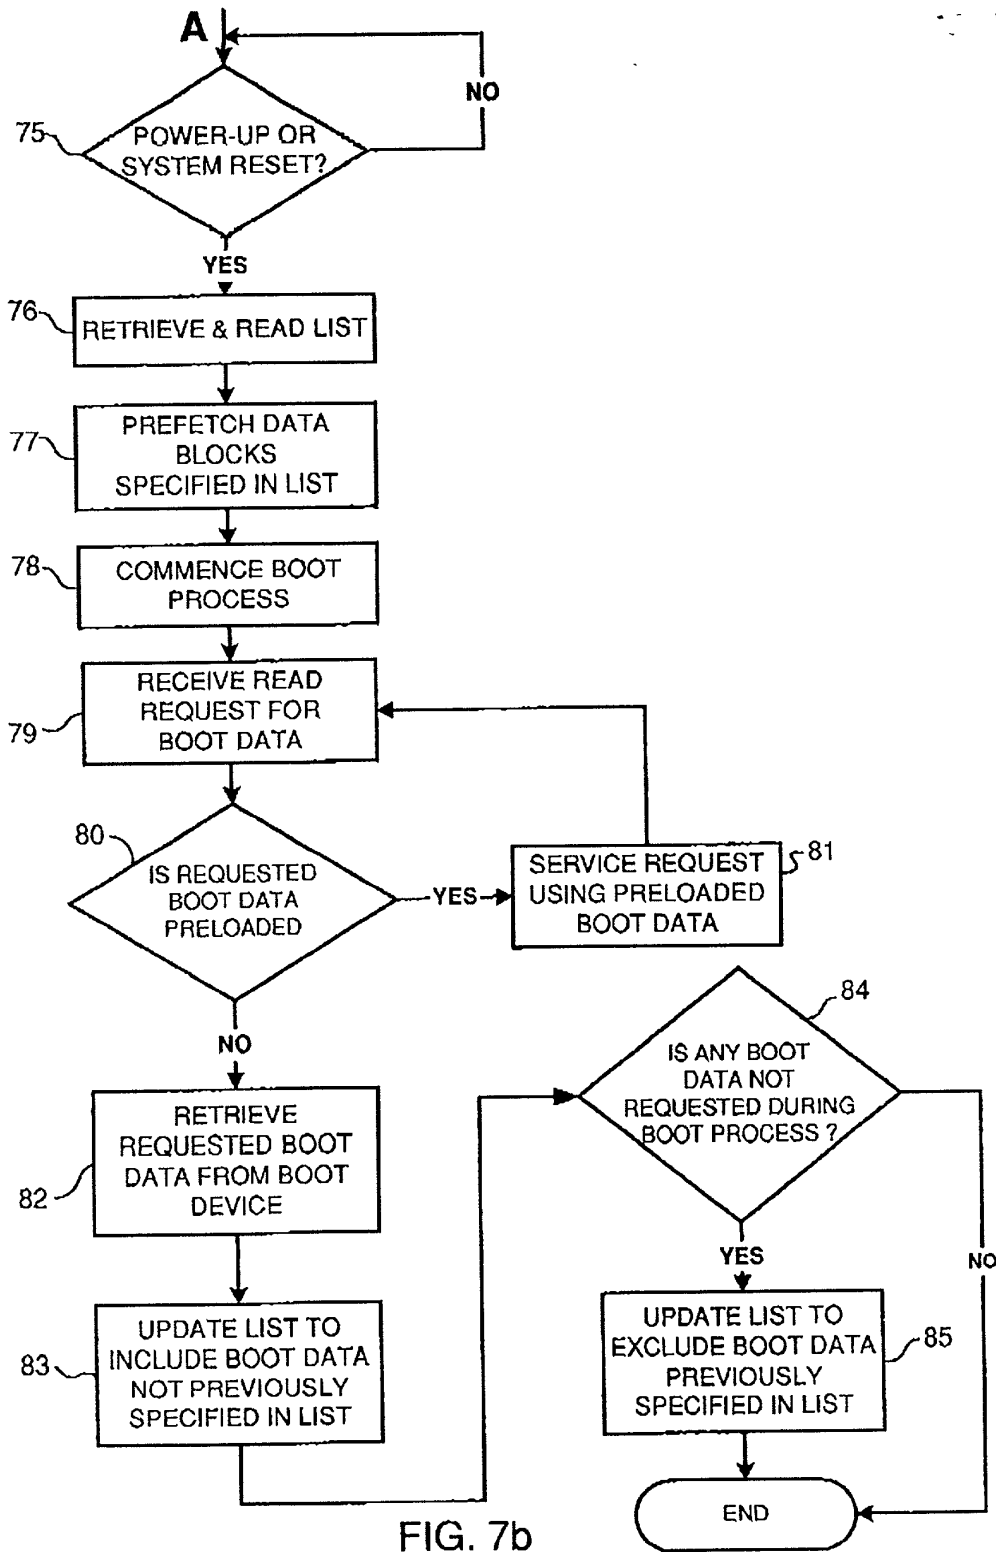 A
NO
75
POWER-UP OR
SYSTEM RESET?
YES
76
RETRIEVE & READ LIST
77
PREFETCH DATA
BLOCKS
SPECIFIED IN LIST
78
COMMENCE BOOT
PROCESS
79
RECEIVE READ
REQUEST FOR
BOOT DATA
80
IS REQUESTED
BOOT DATA
PRELOADED
YES
81
SERVICE REQUEST
USING PRELOADED
BOOT DATA
NO
82
RETRIEVE
REQUESTED BOOT
DATA FROM BOOT
DEVICE
83
UPDATE LIST TO
INCLUDE BOOT DATA
NOT PREVIOUSLY
SPECIFIED IN LIST
84
IS ANY BOOT
DATA NOT
REQUESTED DURING
BOOT PROCESS ?
YES
NO
85
UPDATE LIST TO
EXCLUDE BOOT DATA
PREVIOUSLY
SPECIFIED IN LIST
END
FIG. 7b